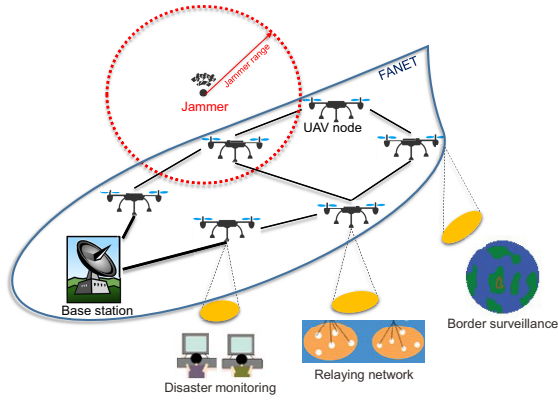 FANET
Jammer range
Jammer
UAV node
Base station
Border surveillance
Relaying network
Disaster monitoring